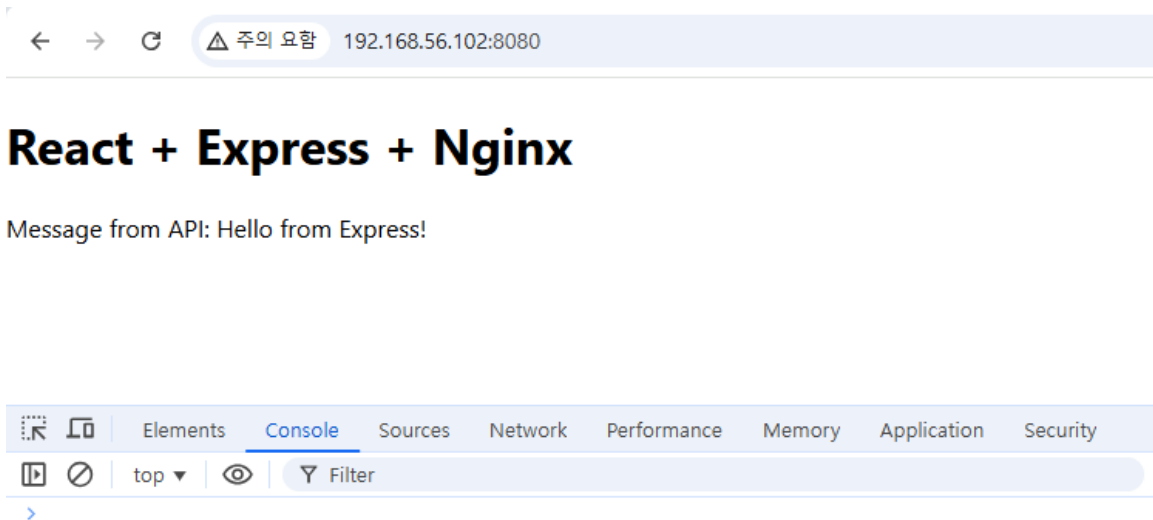 주의 요함 192.168.56.102:8080
React + Express + Nginx
Message from API: Hello from Express!
Elements Console Sources Network Performance Memory Application Security
top ▼ Filter